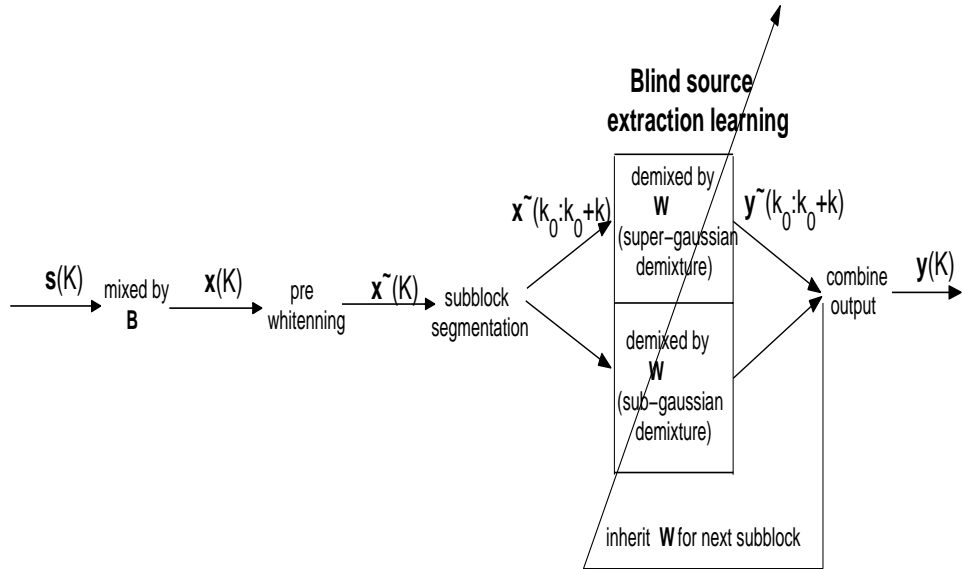 Blind source
extraction learning
s(K)
mixed by
B
x(K)
pre
whitenning
x~(K)
subblock
segmentation
x~(k0:k0+k)
demixed by
W
(super−gaussian
demixture)
y~(k0:k0+k)
demixed by
W
(sub−gaussian
demixture)
combine
output
y(K)
inherit W for next subblock